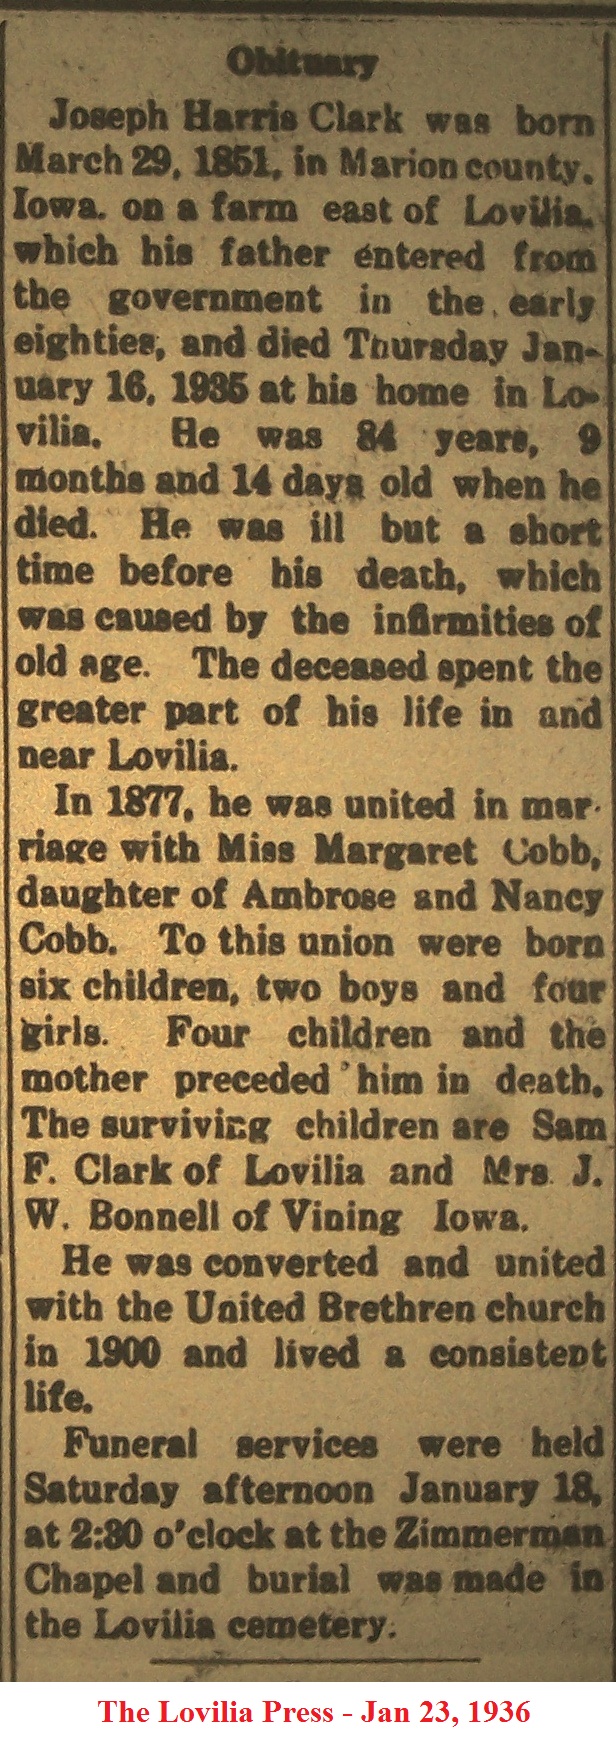 Obituary
Joseph Harris Clark was born
March 29, 1851, in Marion county,
Iowa. on a farm east of Lovilia,
which his father entered from
the government in the early
eighties, and died Thursday Jan-
uary 16, 1935 at his home in Lo-
vilia. He was 84 years, 9
months and 14 days old when he
died. He was ill but a short
time before his death, which
was caused by the infirmities of
old age. The deceased spent the
greater part of his life in and
near Lovilia.
In 1877, he was united in mar-
riage with Miss Margaret Cobb,
daughter of Ambrose and Nancy
Cobb. To this union were born
six children, two boys and four
girls. Four children and the
mother preceded him in death.
The surviving children are Sam
F. Clark of Lovilia and Mrs. J.
W. Bonnell of Vining Iowa.
He was converted and united
with the United Brethren church
in 1900 and lived a consistent
life.
Funeral services were held
Saturday afternoon January 18,
at 2:30 o'clock at the Zimmerman
Chapel and burial was made in
the Lovilia cemetery.
The Lovilia Press - Jan 23, 1936